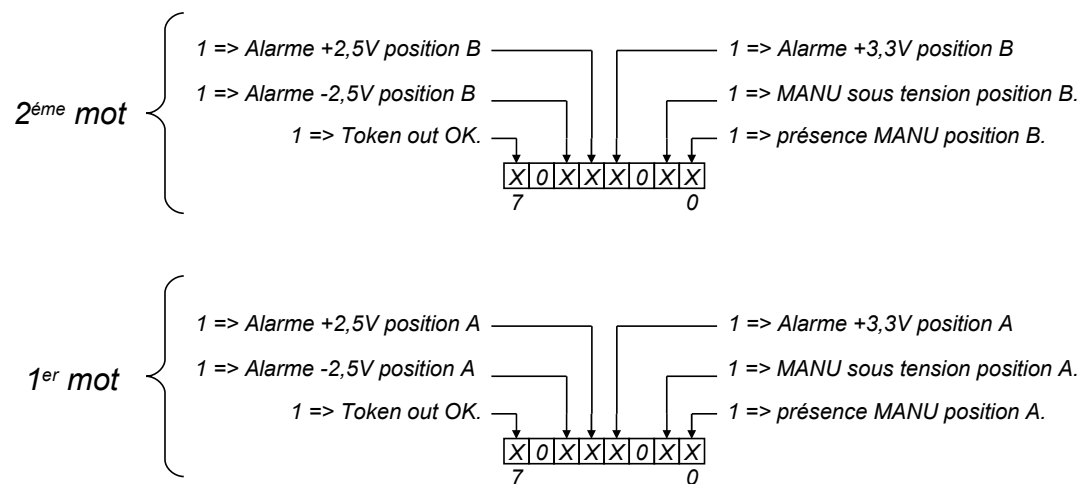 1 => Alarme +2,5V position B
1 => Alarme +3,3V position B
1 => Alarme -2,5V position B
1 => MANU sous tension position B.
2éme mot
1 => Token out OK.
1 => présence MANU position B.
X 0 X X X 0 X X
7 0
1 => Alarme +2,5V position A
1 => Alarme +3,3V position A
1 => Alarme -2,5V position A
1 => MANU sous tension position A.
1er mot
1 => Token out OK.
1 => présence MANU position A.
X 0 X X X 0 X X
7 0